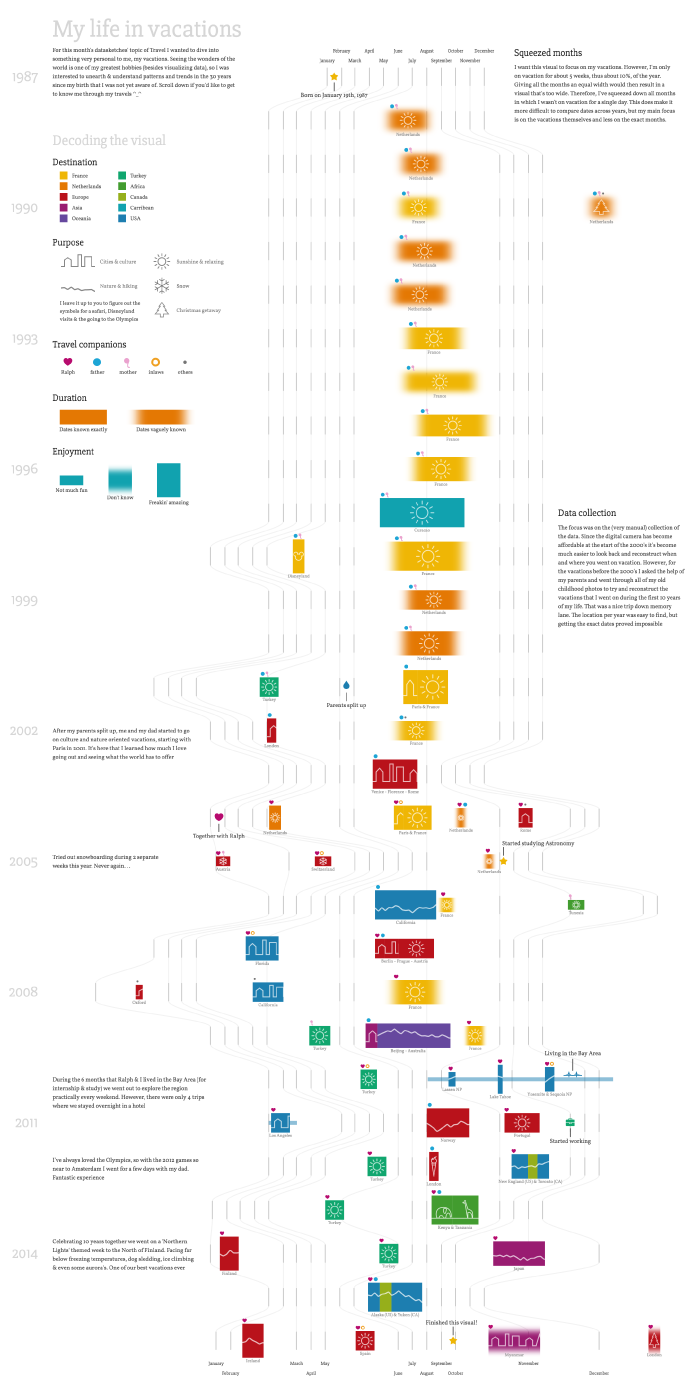 My life in vacations
For this month's datasketches' topic of Travel I wanted to dive into
something very personal to me, my vacations. Seeing the wonders of the
world is one of my greatest hobbies (besides visualizing data), so I was
interested to unearth & understand patterns and trends in the 30 years
since my birth that I was not yet aware of. Scroll down if you'd like to get
to know me through my travels ^_^
February April June August October December
January March May July September November
Squeezed months
I want this visual to focus on my vacations. However, I'm only
on vacation for about 5 weeks, thus about 10%, of the year.
Giving all the months an equal width would then result in a
visual that's too wide. Therefore, I've squeezed down all months
in which I wasn't on vacation for a single day. This does make it
more difficult to compare dates across years, but my main focus
is on the vacations themselves and less on the exact months.
1987
Born on January 19th, 1987
Netherlands
Decoding the visual
Destination
France
Netherlands
Europe
Asia
Oceania
Turkey
Africa
Canada
Carribean
USA
Netherlands
1990
France
Netherlands
Purpose
Cities & culture
Sunshine & relaxing
Nature & hiking
Snow
I leave it up to you to figure out the
symbols for a safari, Disneyland
visits & the going to the Olympics
Christmas getaway
Netherlands
Netherlands
1993
France
Travel companions
Ralph
father
mother
inlaws
others
France
Duration
Dates known exactly
Dates vaguely known
France
1996
Enjoyment
Not much fun
Don't know
Freakin' amazing
France
Curacao
Data collection
The focus was on the (very manual) collection of
the data. Since the digital camera has become
affordable at the start of the 2000's it's become
much easier to look back and reconstruct when
and where you went on vacation. However, for
the vacations before the 2000's I asked the help of
my parents and went through all of my old
childhood photos to try and reconstruct the
vacations that I went on during the first 10 years
of my life. That was a nice trip down memory
lane. The location per year was easy to find, but
getting the exact dates proved impossible
Disneyland
France
1999
Netherlands
Netherlands
Turkey
Parents split up
Paris & France
2002
After my parents split up, me and my dad started to go
on culture and nature oriented vacations, starting with
Paris in 2001. It's here that I learned how much I love
going out and seeing what the world has to offer
London
France
Venice - Florence - Rome
Together with Ralph
Netherlands
Paris & France
Netherlands
Rome
Started studying Astronomy
2005
Tried out snowboarding during 2 separate
weeks this year. Never again...
Austria
Switzerland
Netherlands
California
France
Tunesia
Florida
Berlin - Prague - Austria
2008
California
France
Turkey
Beijing - Australia
France
Living in the Bay Area
During the 6 months that Ralph & I lived in the Bay Area (for
internship & study) we went out to explore the region
practically every weekend. However, there were only 4 trips
where we stayed overnight in a hotel
Turkey
Lassen NP
Lake Tahoe
Yosemite & Sequoia NP
2011
Los Angeles
Norway
Portugal
Started working
I've always loved the Olympics, so with the 2012 games so
near to Amsterdam I went for a few days with my dad.
Fantastic experience
Turkey
London
New England (US) & Toronto (CA)
Turkey
Kenya & Tanzania
2014
Celebrating 10 years together we went on a 'Northern
Lights' themed week to the North of Finland. Facing far
below freezing temperatures, dog sledding, ice climbing
& even some aurora's. One of our best vacations ever
Finland
Turkey
Japan
Alaska (US) & Yukon (CA)
Finished this visual!
Ireland
Spain
Myanmar
London
January March May July September November
February April June August October December